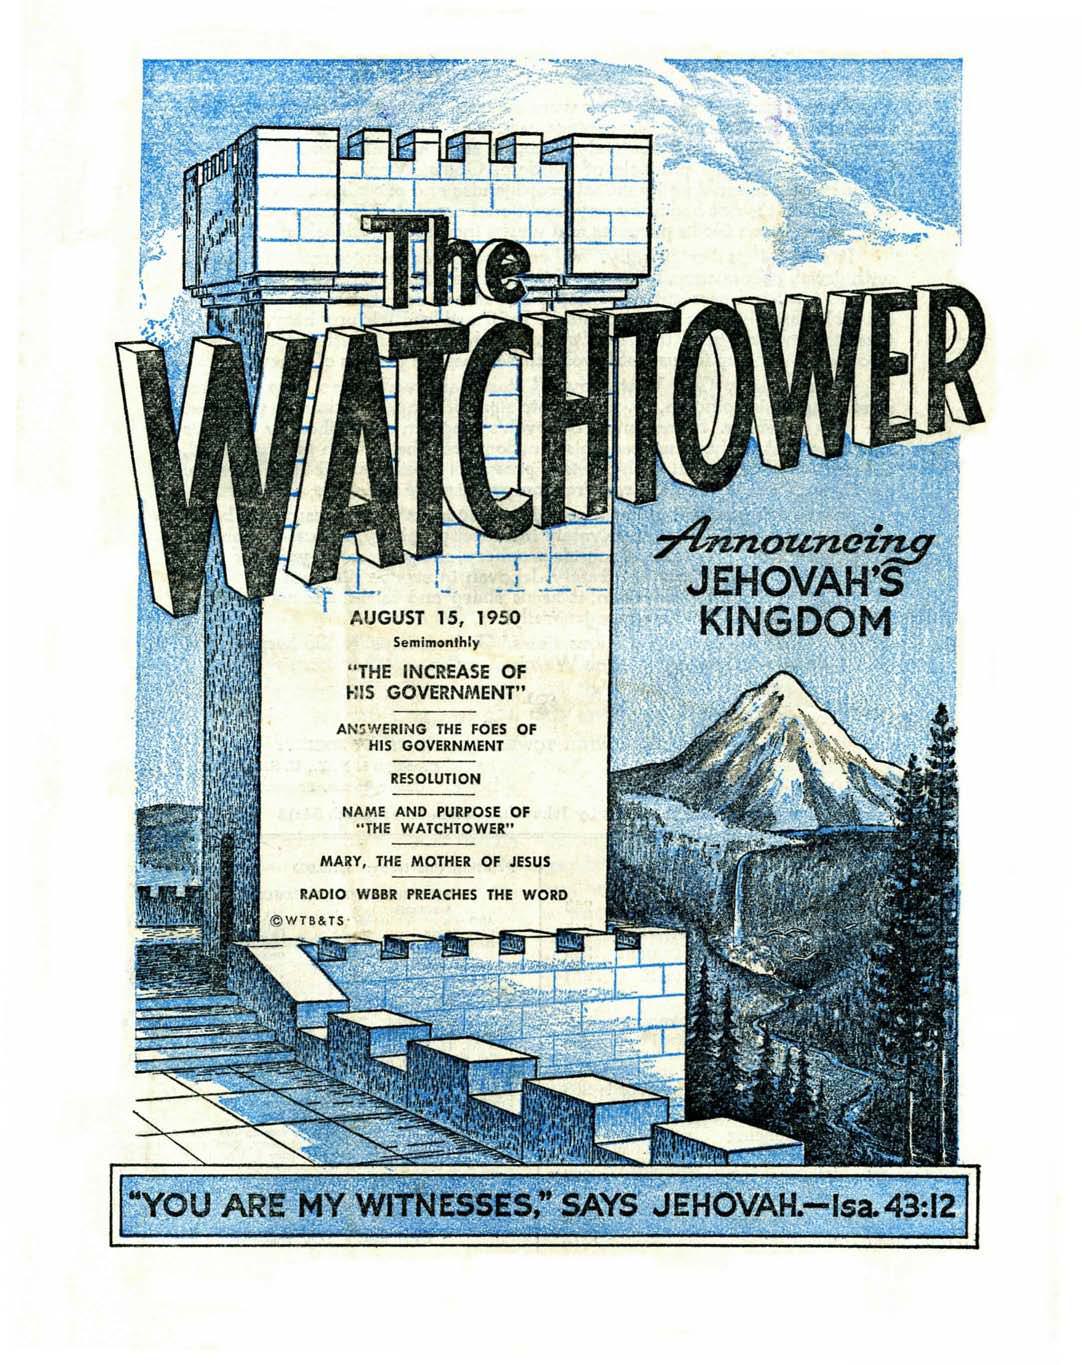 The
WATCHTOWER
Announcing
JEHOVAH'S
KINGDOM
AUGUST 15, 1950
Semimonthly
"THE INCREASE OF
HIS GOVERNMENT"
ANSWERING THE FOES OF
HIS GOVERNMENT
RESOLUTION
NAME AND PURPOSE OF
"THE WATCHTOWER"
MARY, THE MOTHER OF JESUS
RADIO WBBR PREACHES THE WORD
©WTB&TS
"YOU ARE MY WITNESSES," SAYS JEHOVAH.—Isa. 43:12